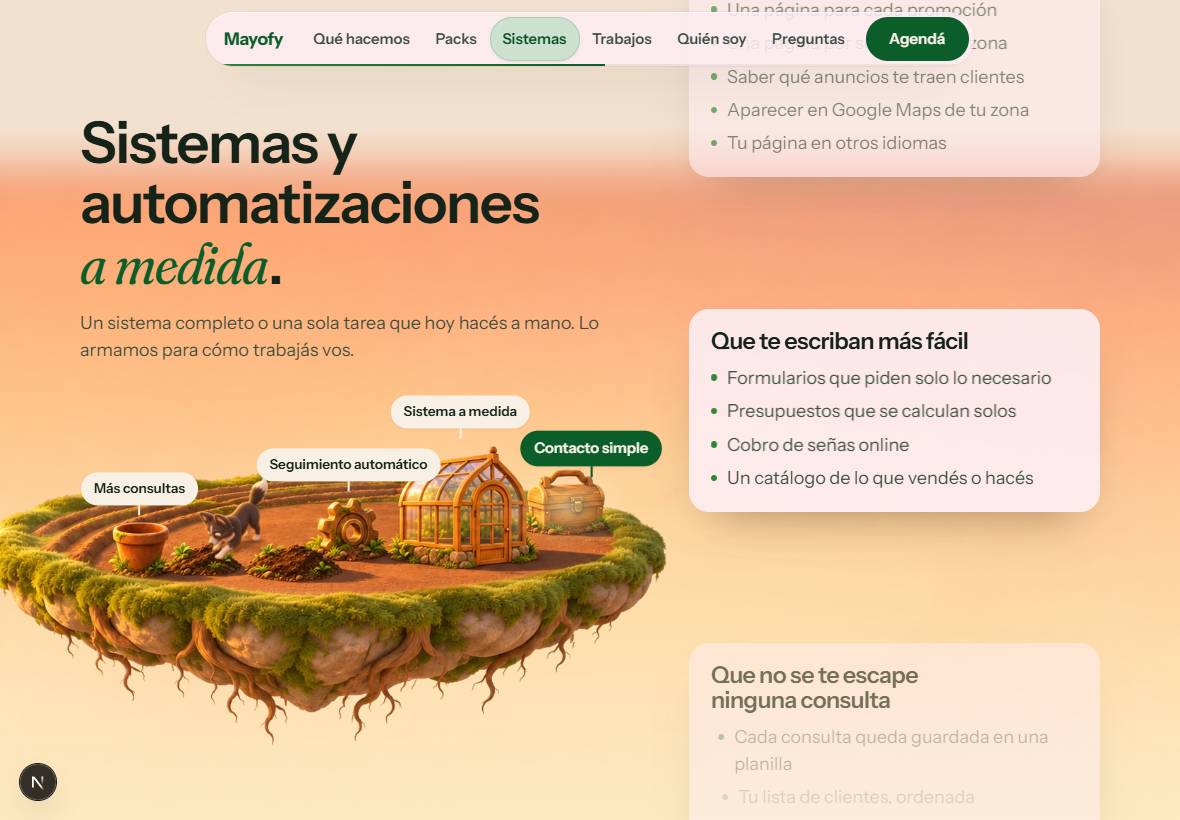 Mayofy
Qué hacemos
Packs
Sistemas
Trabajos
Quién soy
Preguntas
Agendá
Sistemas y
automatizaciones
a medida.
Un sistema completo o una sola tarea que hoy hacés a mano. Lo
armamos para cómo trabajás vos.
Sistema a medida
Contacto simple
Seguimiento automático
Más consultas
Una página para cada promoción
zona
Saber qué anuncios te traen clientes
Aparecer en Google Maps de tu zona
Tu página en otros idiomas
Que te escriban más fácil
Formularios que piden solo lo necesario
Presupuestos que se calculan solos
Cobro de señas online
Un catálogo de lo que vendés o hacés
Que no se te escape
ninguna consulta
Cada consulta queda guardada en una
planilla
Tu lista de clientes, ordenada
N